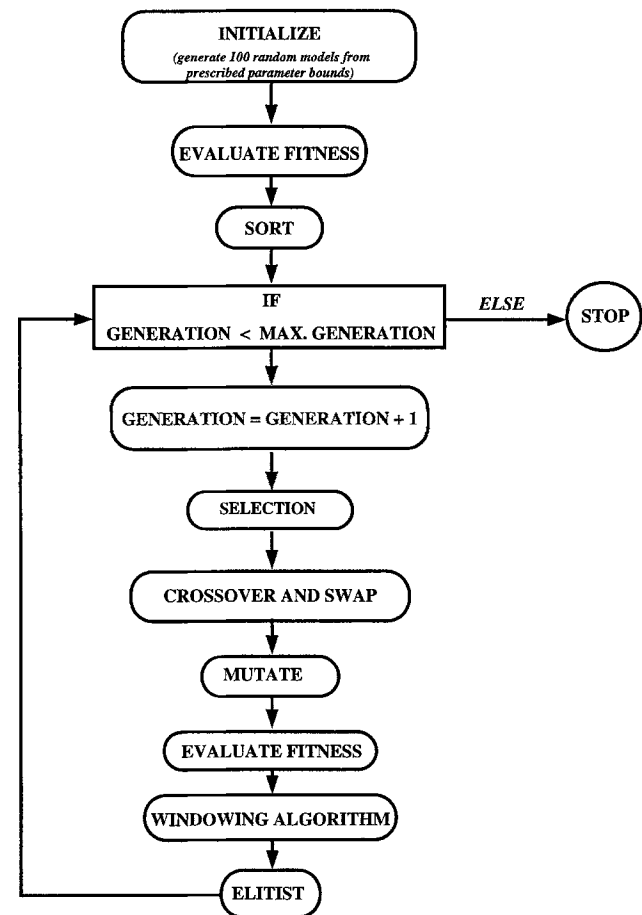 INITIALIZE
(generate 100 random models from
prescribed parameter bounds)
EVALUATE FITNESS
SORT
IF
GENERATION < MAX. GENERATION
ELSE
STOP
GENERATION = GENERATION + 1
SELECTION
CROSSOVER AND SWAP
MUTATE
EVALUATE FITNESS
WINDOWING ALGORITHM
ELITIST